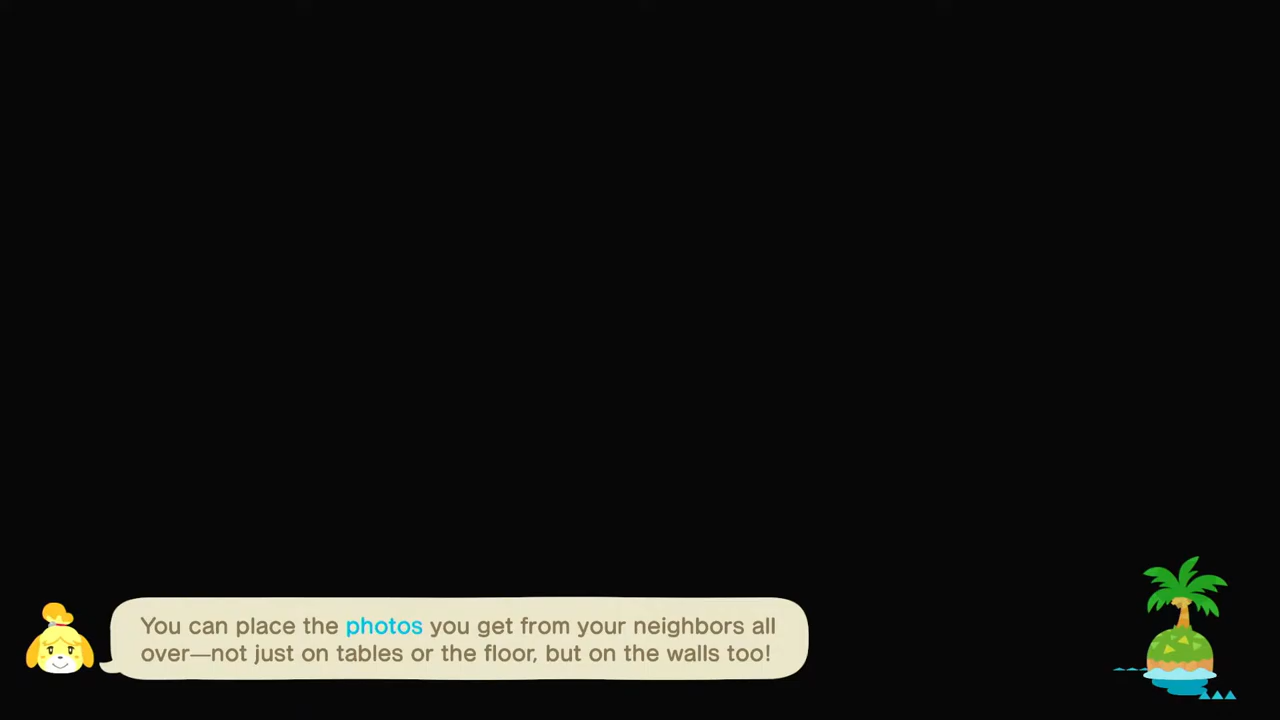 You can place the photos you get from your neighbors all
over—not just on tables or the floor, but on the walls too!